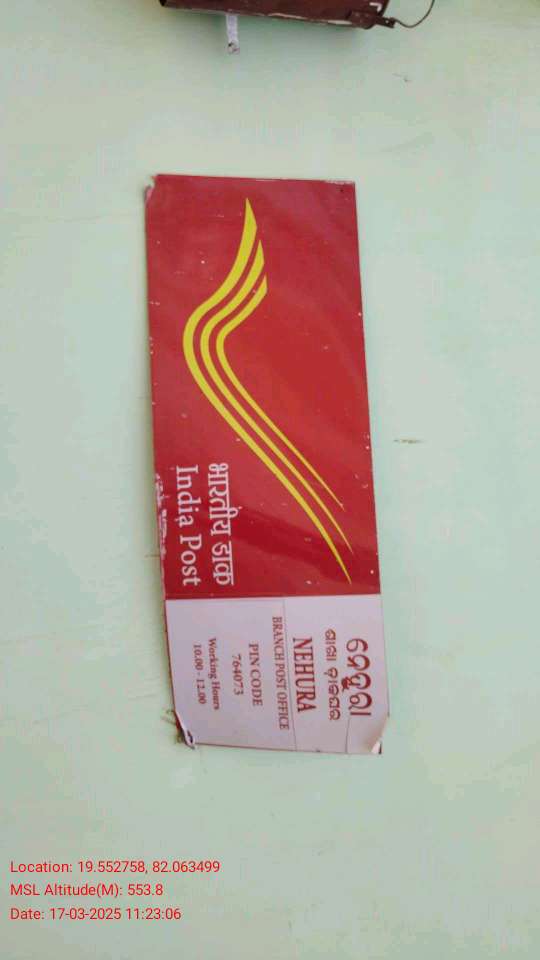 भारतीय डाक
India Post
ନେହୁରା
ଶାଖା ଡ଼ାକଘର
NEHURA
BRANCH POST OFFICE
PIN CODE
764073
Working Hours
10.00 - 12.00
Location: 19.552758, 82.063499
MSL Altitude(M): 553.8
Date: 17-03-2025 11:23:06